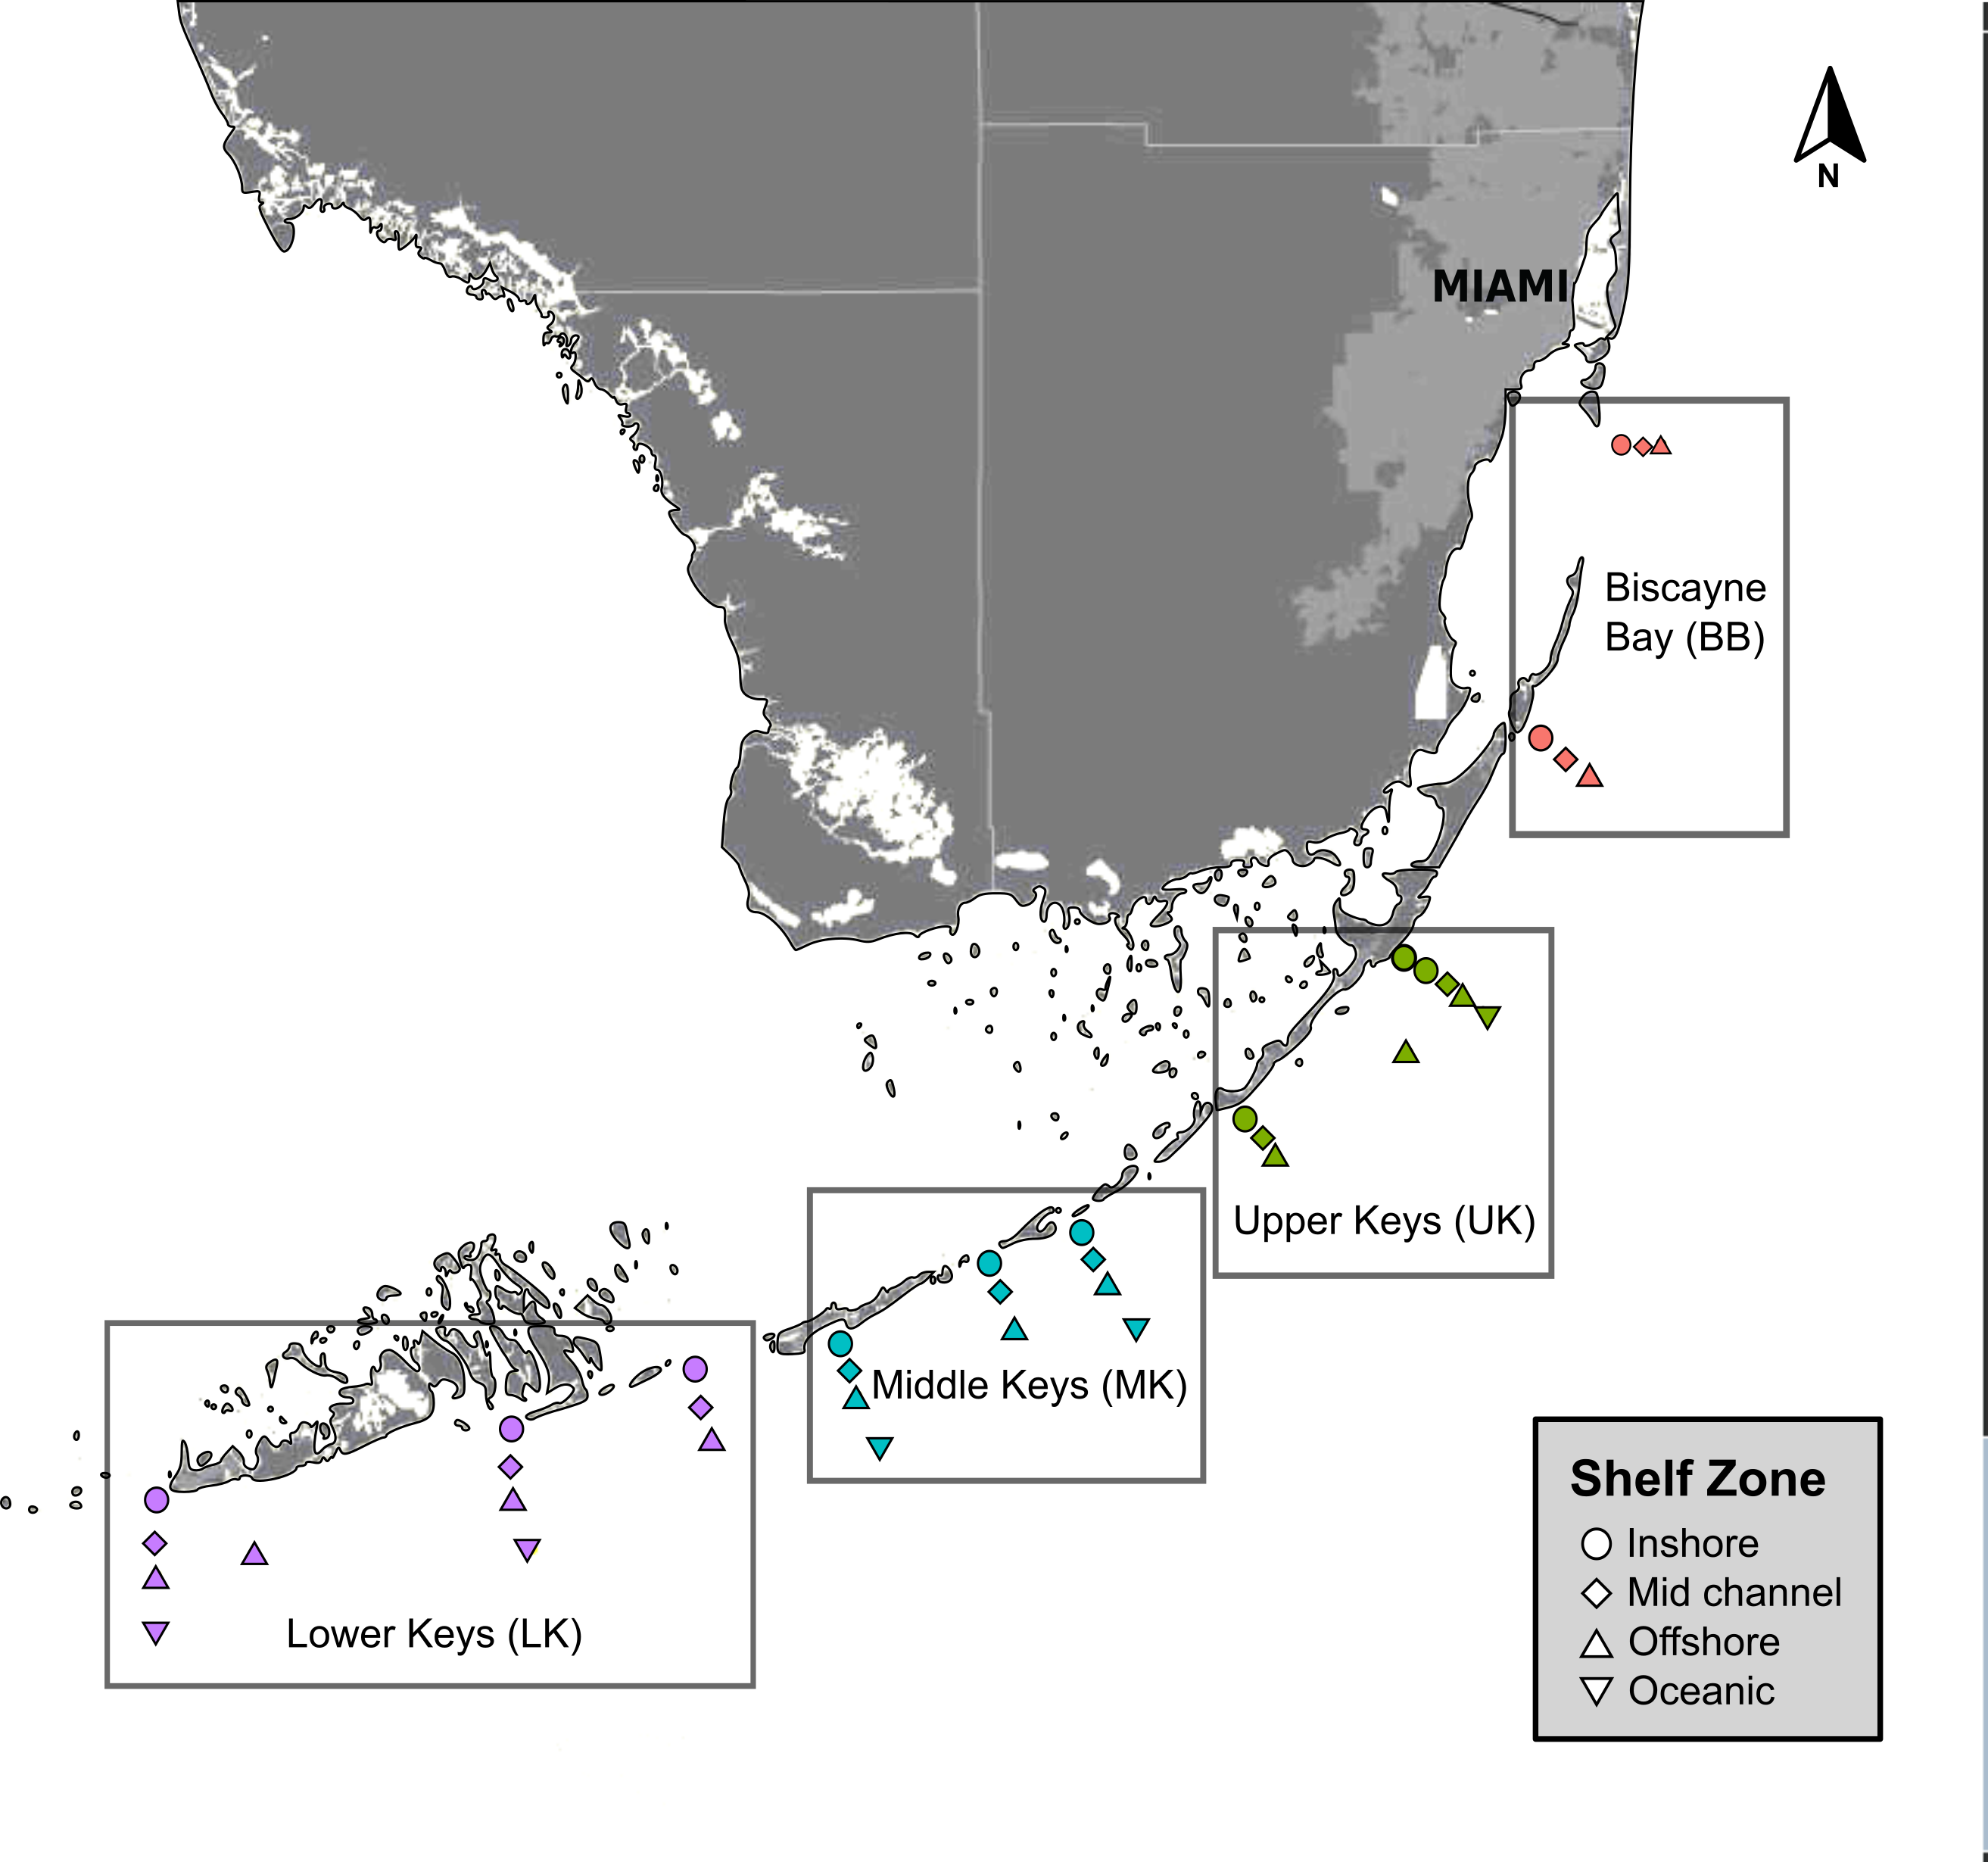 N
MIAMI
Biscayne
Bay (BB)
Upper Keys (UK)
Middle Keys (MK)
Lower Keys (LK)
Shelf Zone
Inshore
Mid channel
Offshore
Oceanic